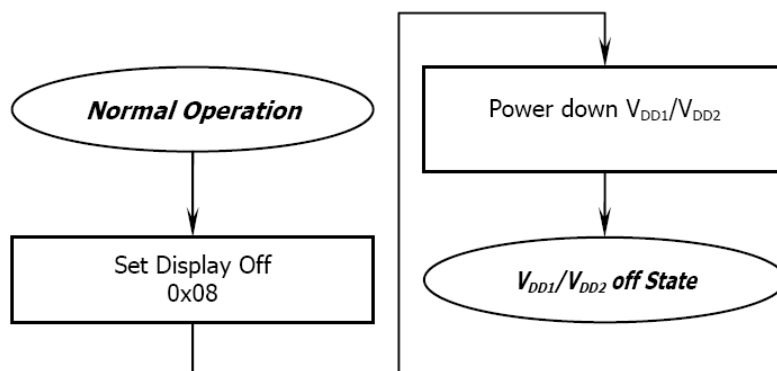 Normal Operation
Set Display Off
0x08
Power down VDD1/VDD2
VDD1/VDD2 off State